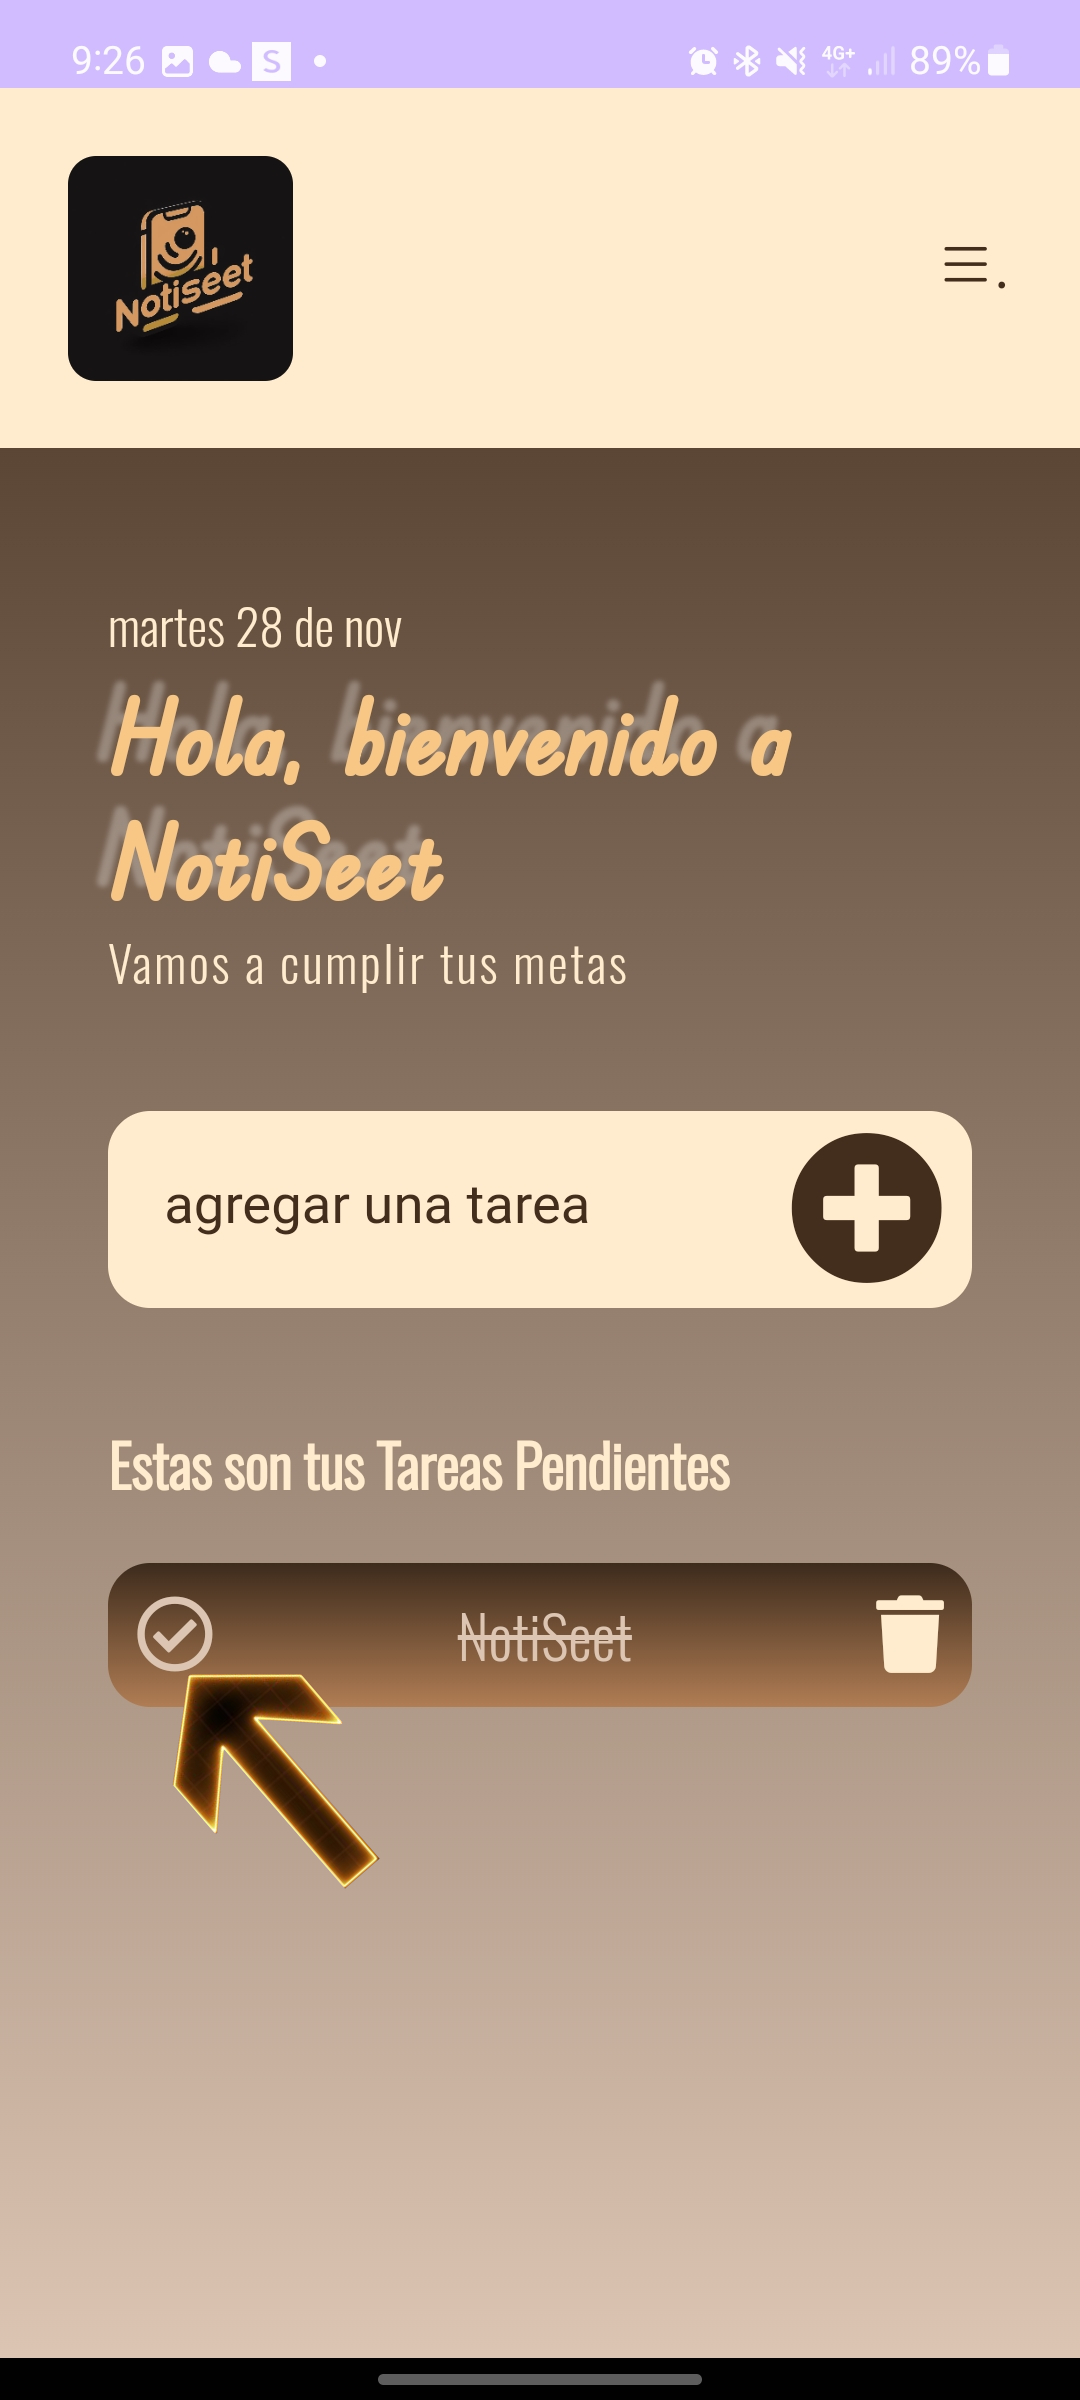 9:26
S
4G+
89%
Notiseet
martes 28 de nov
Hola, bienvenido a
NotiSeet
Vamos a cumplir tus metas
agregar una tarea
Estas son tus Tareas Pendientes
NotiSeet